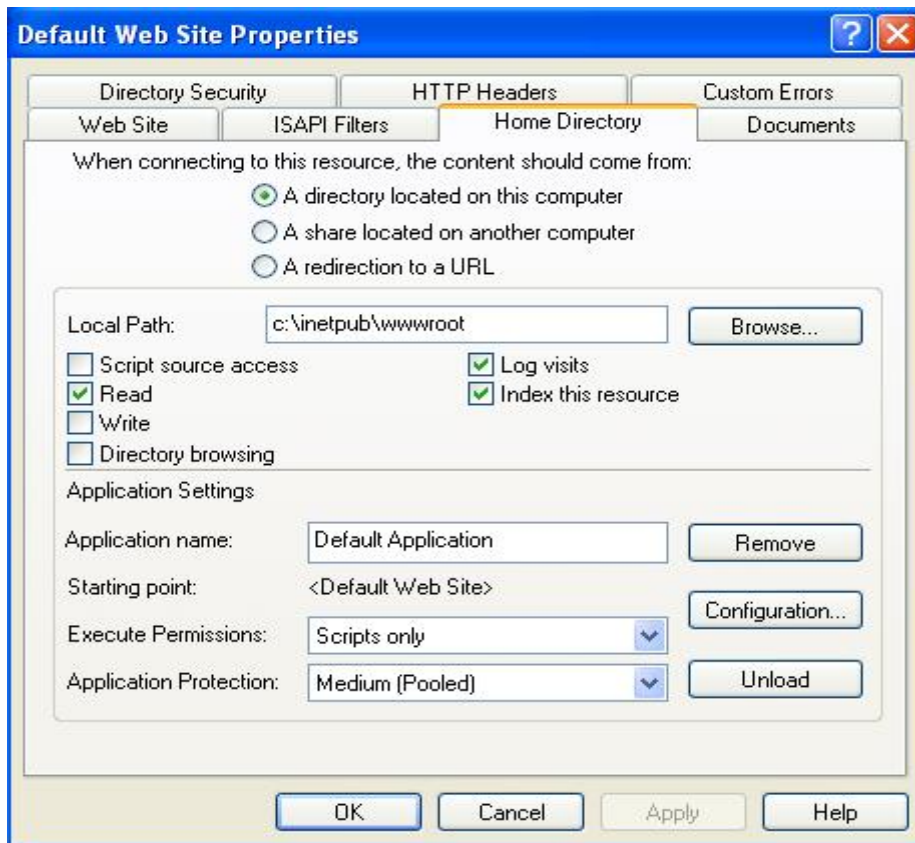 Default Web Site Properties
Directory Security HTTP Headers Custom Errors
Web Site ISAPI Filters Home Directory Documents
When connecting to this resource, the content should come from:
A directory located on this computer
A share located on another computer
A redirection to a URL
Local Path: c:\inetpub\wwwroot Browse...
Script source access Log visits
Read Index this resource
Write
Directory browsing
Application Settings
Application name: Default Application Remove
Starting point: <Default Web Site>
Configuration...
Execute Permissions: Scripts only
Application Protection: Medium (Pooled) Unload
OK Cancel Apply Help